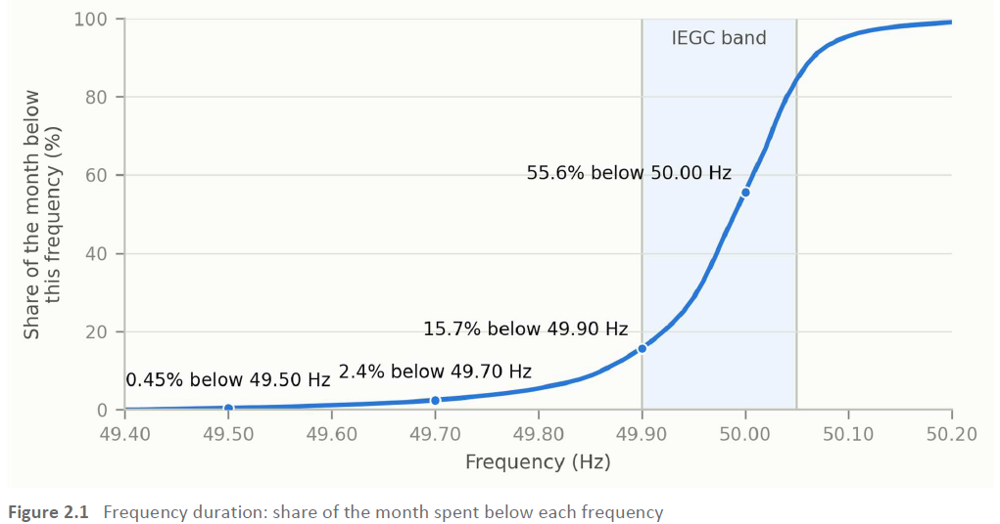 100
IEGC band
80
Share of the month below
this frequency (%)
60
55.6% below 50.00 Hz
40
20
15.7% below 49.90 Hz
0.45% below 49.50 Hz
2.4% below 49.70 Hz
0
49.40 49.50 49.60 49.70 49.80 49.90 50.00 50.10 50.20
Frequency (Hz)
Figure 2.1 Frequency duration: share of the month spent below each frequency